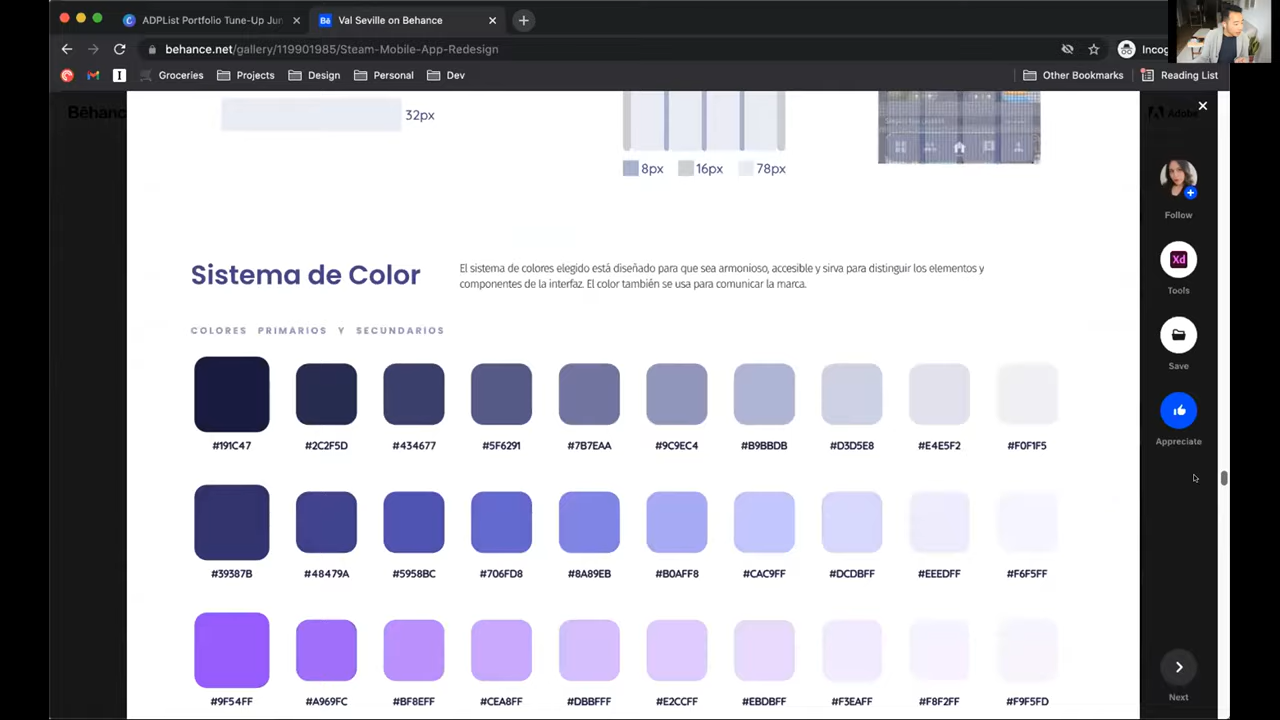 ADPList Portfolio Tune-Up Jun
Val Seville on Behance
behance.net/gallery/119901985/Steam-Mobile-App-Redesign
Incog
Groceries
Projects
Design
Personal
Dev
Other Bookmarks
Reading List
Bēhanc
Adobe
32px
8px
16px
78px
Follow
Xd
Tools
Save
Appreciate
Next
Sistema de Color
El sistema de colores elegido está diseñado para que sea armonioso, accesible y sirva para distinguir los elementos y
componentes de la interfaz. El color también se usa para comunicar la marca.
COLORES PRIMARIOS Y SECUNDARIOS
#191C47 #2C2F5D #434677 #5F6291 #7B7EAA #9C9EC4 #B9BBDB #D3D5E8 #E4E5F2 #F0F1F5
#39387B #48479A #5958BC #706FD8 #8A89EB #B0AFF8 #CAC9FF #DCDBFF #EEEDFF #F6F5FF
#9F54FF #A969FC #BF8EFF #CEA8FF #DBBFFF #E2CCFF #EBDBFF #F3EAFF #F8F2FF #F9F5FD